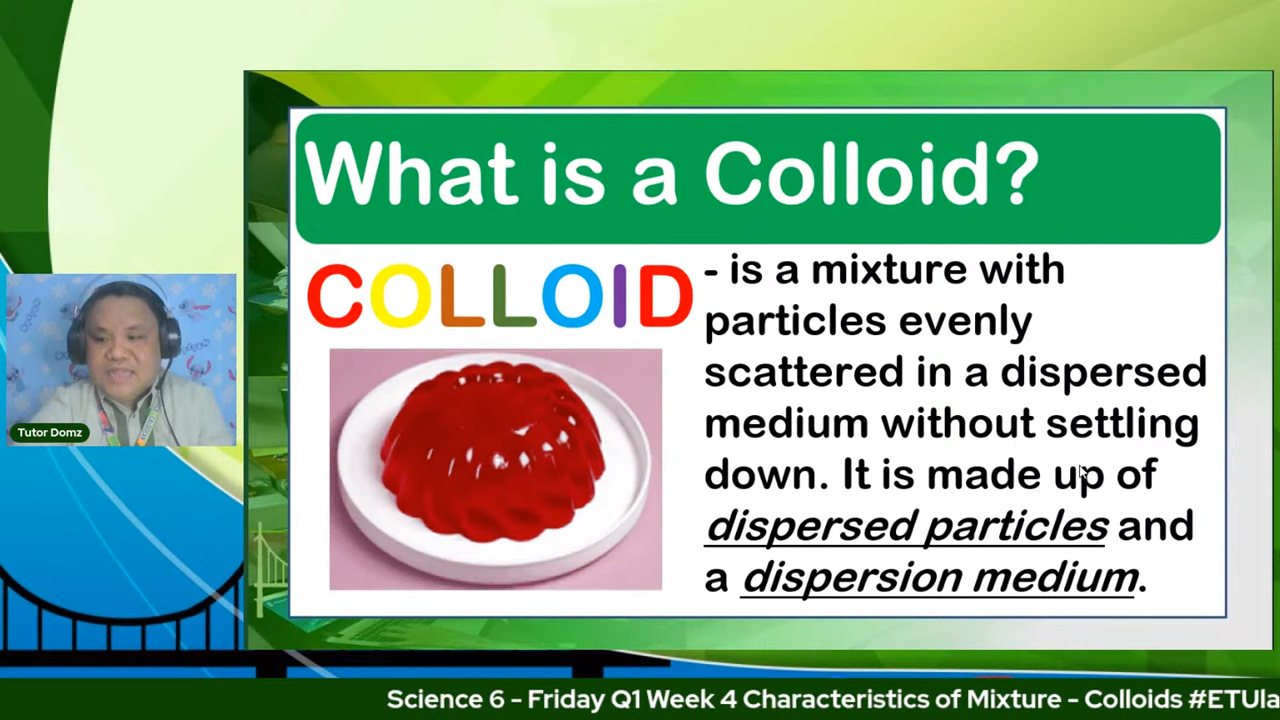 What is a Colloid?
COLLOID - is a mixture with
particles evenly
scattered in a dispersed
medium without settling
down. It is made up of
dispersed particles and
a dispersion medium.
Tutor Domz
Science 6 - Friday Q1 Week 4 Characteristics of Mixture - Colloids #ETUla